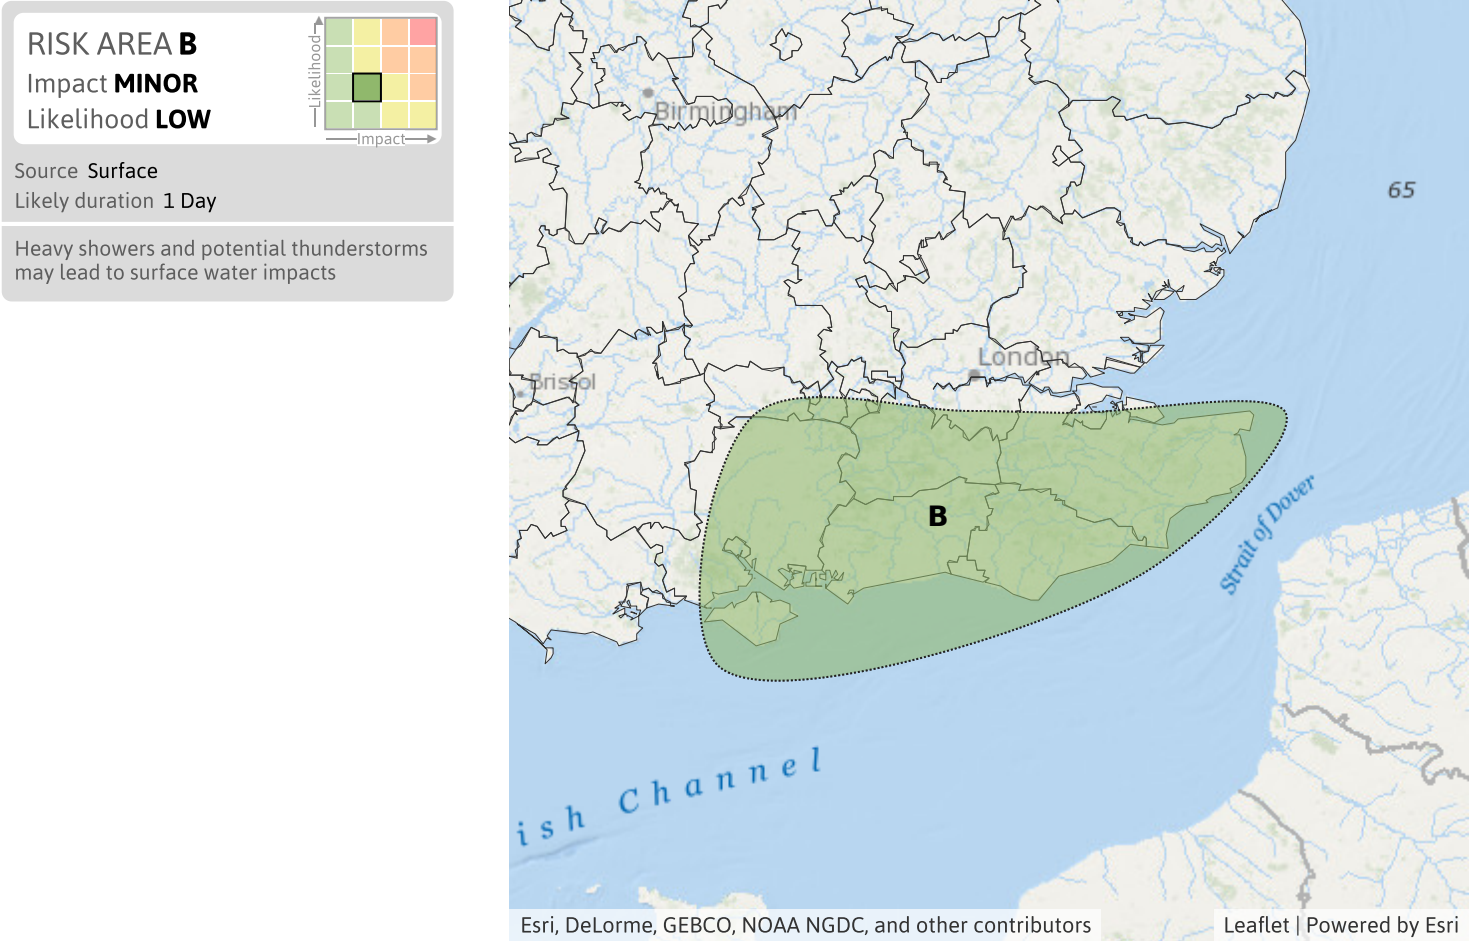 RISK AREA B
Impact MINOR
Likelihood LOW
Likelihood
Impact
Source Surface
Likely duration 1 Day
Heavy showers and potential thunderstorms
may lead to surface water impacts
Birmingham
65
London
Bristol
B
Strait of Dover
ish Channel
Esri, DeLorme, GEBCO, NOAA NGDC, and other contributors
Leaflet | Powered by Esri